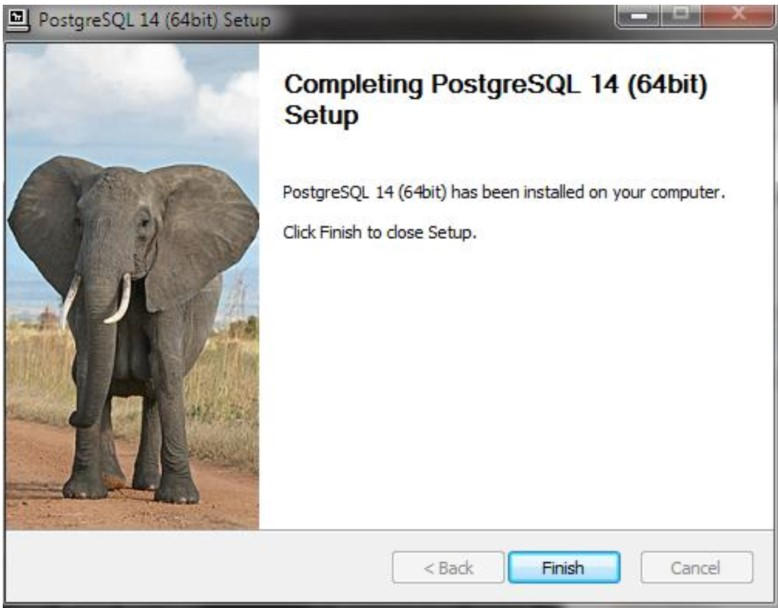 PostgreSQL 14 (64bit) Setup
Completing PostgreSQL 14 (64bit)
Setup
PostgreSQL 14 (64bit) has been installed on your computer.
Click Finish to close Setup.
< Back
Finish
Cancel